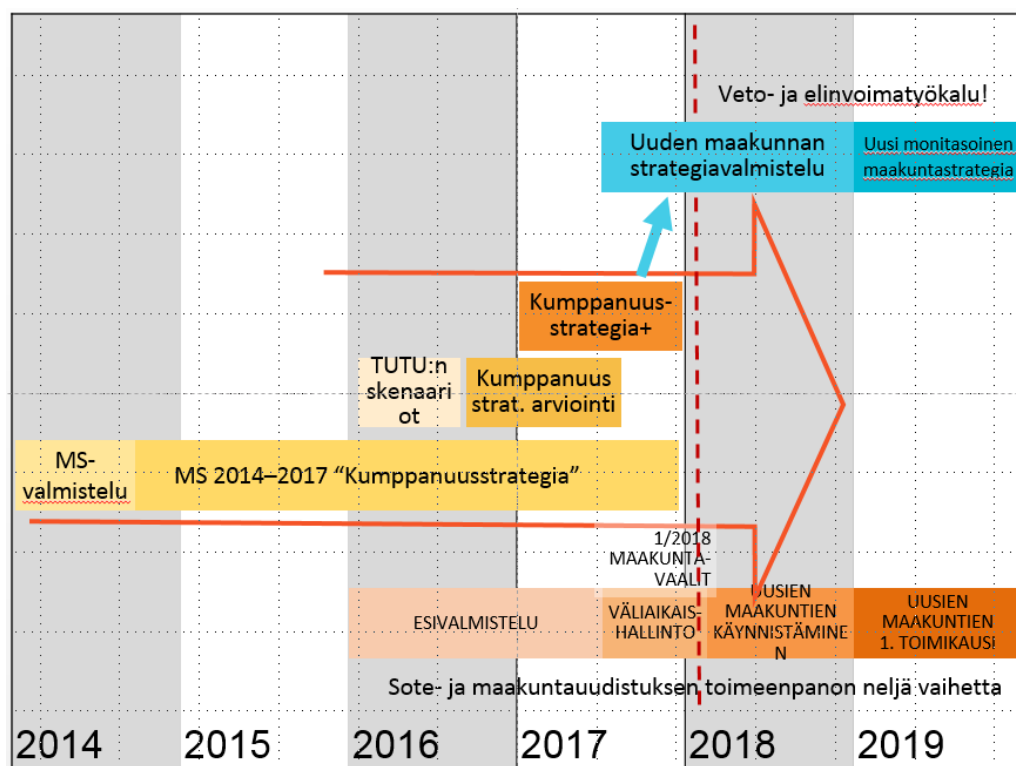 Veto- ja elinvoimatyökalu!
Uuden maakunnan
strategiavalmistelu
Uusi monitasoinen
maakuntastrategia
Kumppanuus-
strategia+
TUTU:n
skenaari
ot
Kumppanuus
strat. arviointi
MS-
valmistelu
MS 2014–2017 “Kumppanuusstrategia”
1/2018
MAAKUNTA-
VAALIT
ESIVALMISTELU
VÄLIAIKAIS-
HALLINTO
UUSIEN
MAAKUNTIEN
KÄYNNISTÄMINE
N
UUSIEN
MAAKUNTIEN
1. TOIMIKAUSI
Sote- ja maakuntauudistuksen toimeenpanon neljä vaihetta
2014
2015
2016
2017
2018
2019